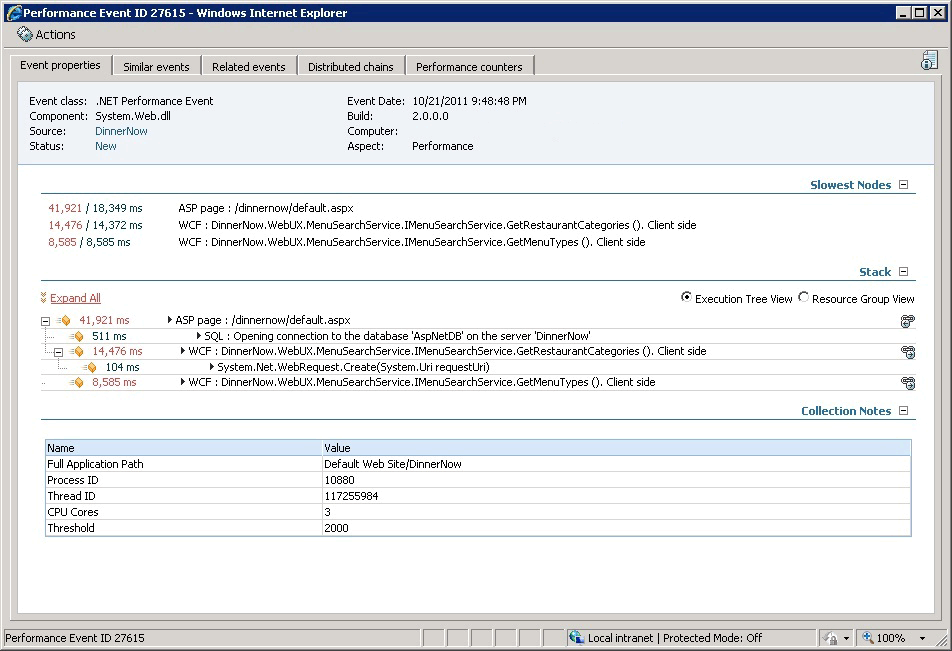 Performance Event ID 27615 - Windows Internet Explorer
Actions
Event properties Similar events Related events Distributed chains Performance counters
Event class: .NET Performance Event Event Date: 10/21/2011 9:48:48 PM
Component: System.Web.dll Build: 2.0.0.0
Source: DinnerNow Computer:
Status: New Aspect: Performance
Slowest Nodes
41,921 / 18,349 ms ASP page : /dinnernow/default.aspx
14,476 / 14,372 ms WCF : DinnerNow.WebUX.MenuSearchService.IMenuSearchService.GetRestaurantCategories (). Client side
8,585 / 8,585 ms WCF : DinnerNow.WebUX.MenuSearchService.IMenuSearchService.GetMenuTypes (). Client side
Stack
Expand All Execution Tree View Resource Group View
41,921 ms ASP page : /dinnernow/default.aspx
511 ms SQL : Opening connection to the database 'AspNetDB' on the server 'DinnerNow'
14,476 ms WCF : DinnerNow.WebUX.MenuSearchService.IMenuSearchService.GetRestaurantCategories (). Client side
104 ms System.Net.WebRequest.Create(System.Uri requestUri)
8,585 ms WCF : DinnerNow.WebUX.MenuSearchService.IMenuSearchService.GetMenuTypes (). Client side
Collection Notes
Name Value
Full Application Path Default Web Site/DinnerNow
Process ID 10880
Thread ID 117255984
CPU Cores 3
Threshold 2000
Performance Event ID 27615 Local intranet | Protected Mode: Off 100%